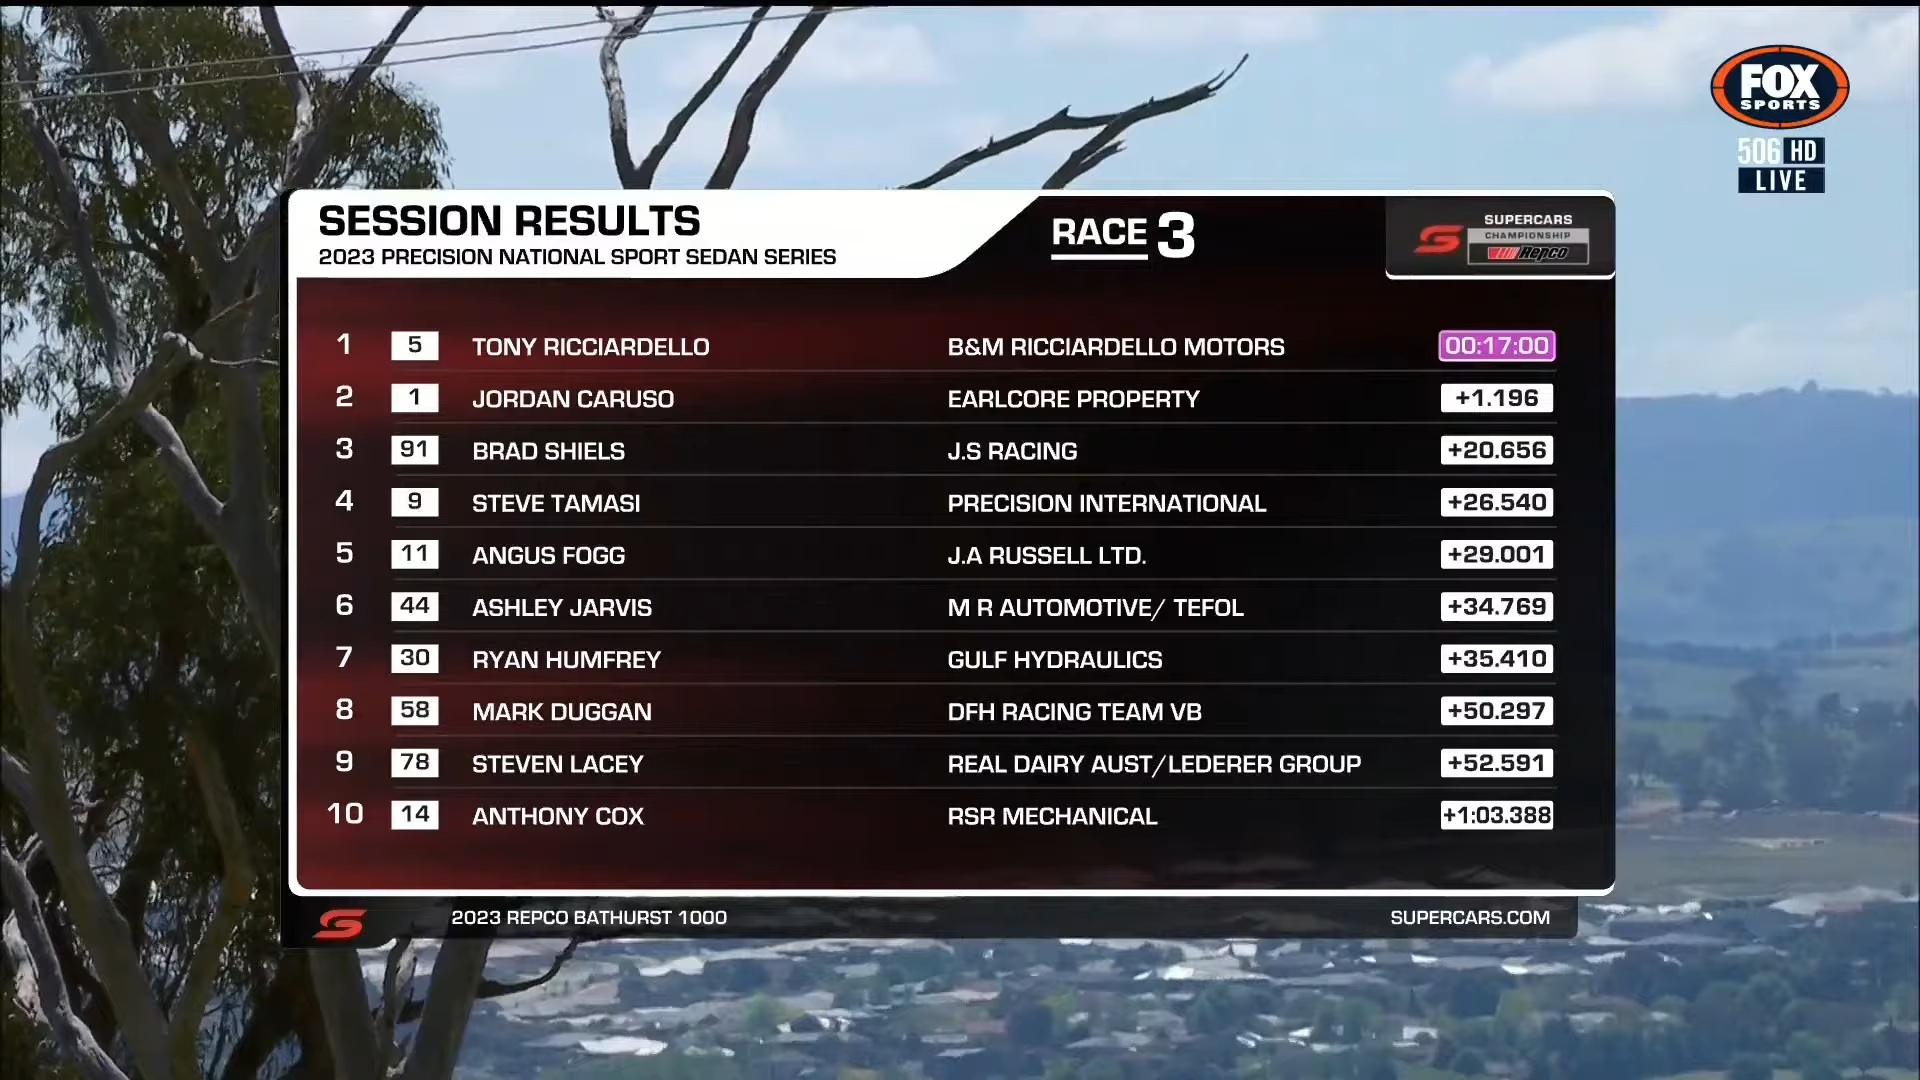 FOX
SPORTS
506 HD
LIVE
SESSION RESULTS
2023 PRECISION NATIONAL SPORT SEDAN SERIES
RACE 3
SUPERCARS
CHAMPIONSHIP
Repco
1 5 TONY RICCIARDELLO B&M RICCIARDELLO MOTORS 00:17:00
2 1 JORDAN CARUSO EARLCORE PROPERTY +1.196
3 91 BRAD SHIELS J.S RACING +20.656
4 9 STEVE TAMASI PRECISION INTERNATIONAL +26.540
5 11 ANGUS FOGG J.A RUSSELL LTD. +29.001
6 44 ASHLEY JARVIS M R AUTOMOTIVE/ TEFOL +34.769
7 30 RYAN HUMFREY GULF HYDRAULICS +35.410
8 58 MARK DUGGAN DFH RACING TEAM VB +50.297
9 78 STEVEN LACEY REAL DAIRY AUST/LEDERER GROUP +52.591
10 14 ANTHONY COX RSR MECHANICAL +1:03.388
2023 REPCO BATHURST 1000
SUPERCARS.COM